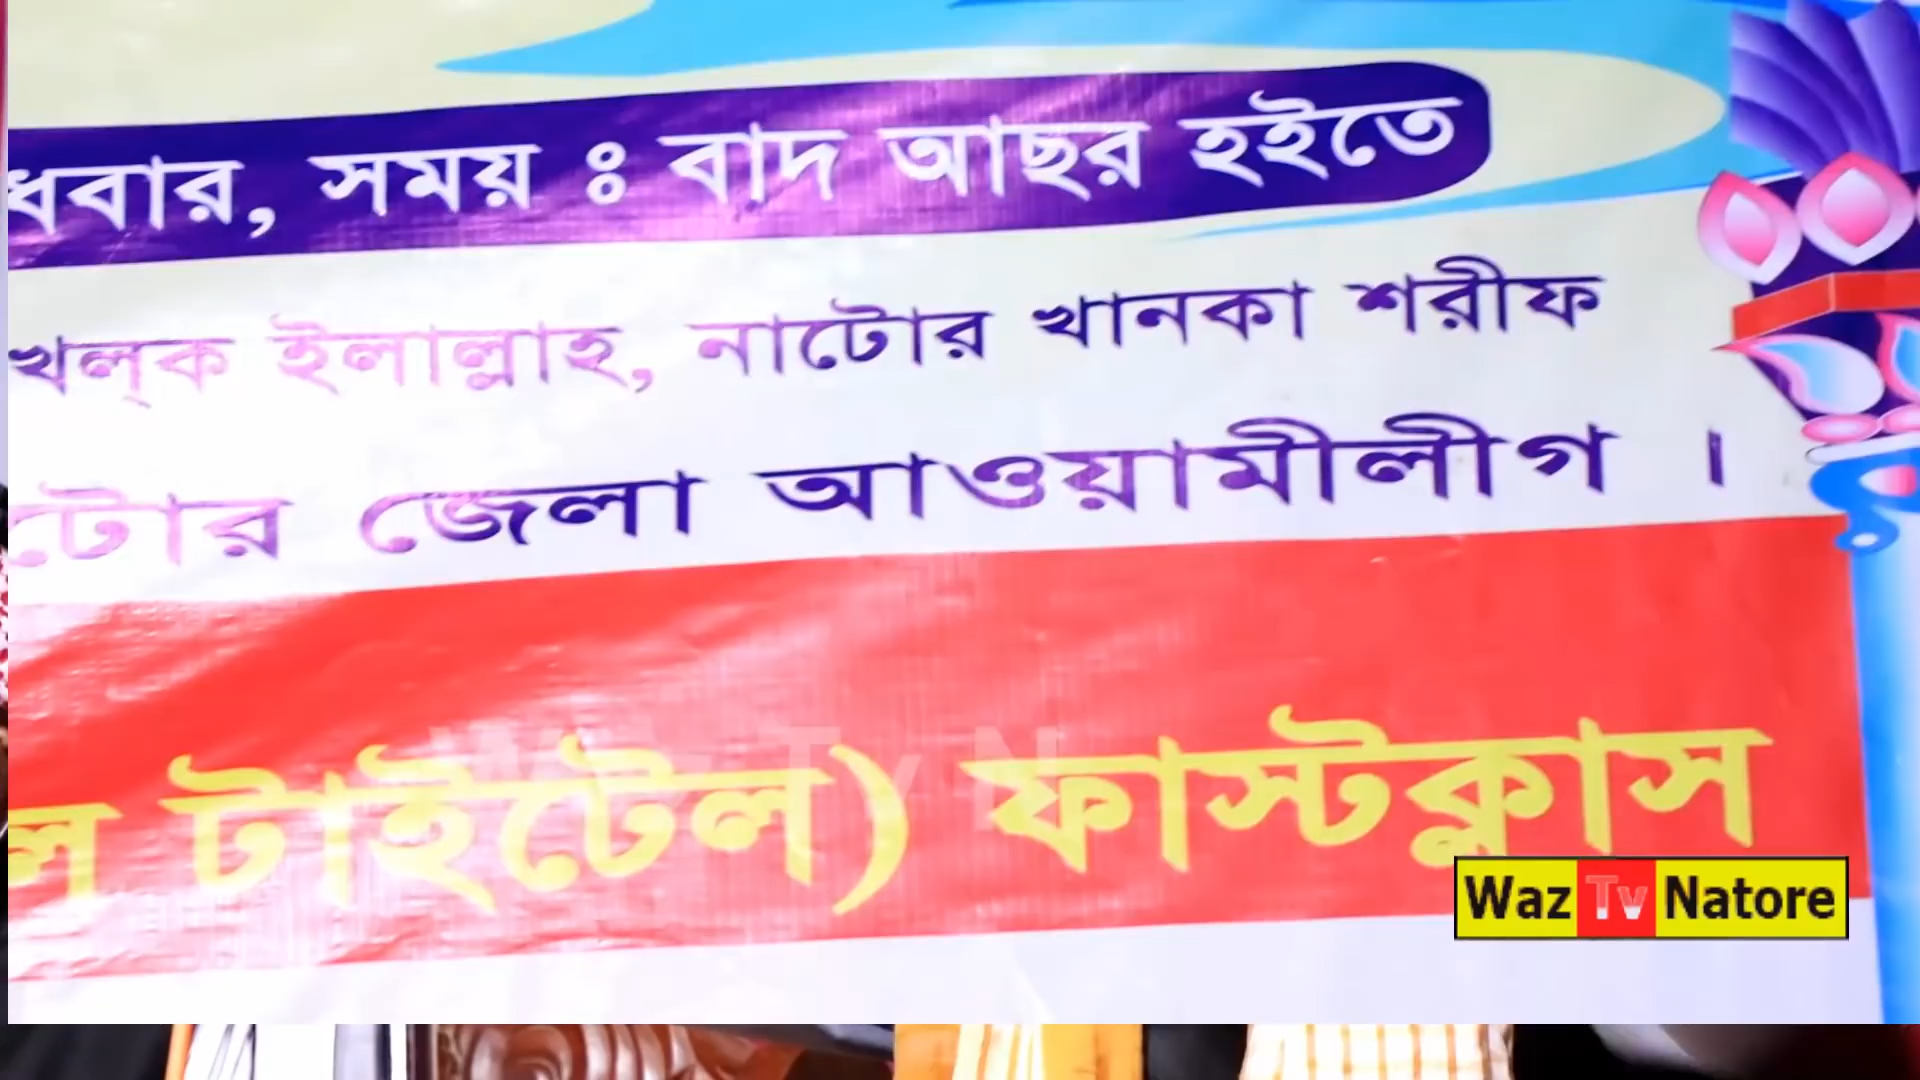 ধবার, সময় ঃ বাদ আছর হইতে
খল্‌ক ইলাল্লাহ, নাটোর খানকা শরীফ
টোর জেলা আওয়ামীলীগ ।
ল টাইটেল) ফাস্টক্লাস
Waz Tv Natore